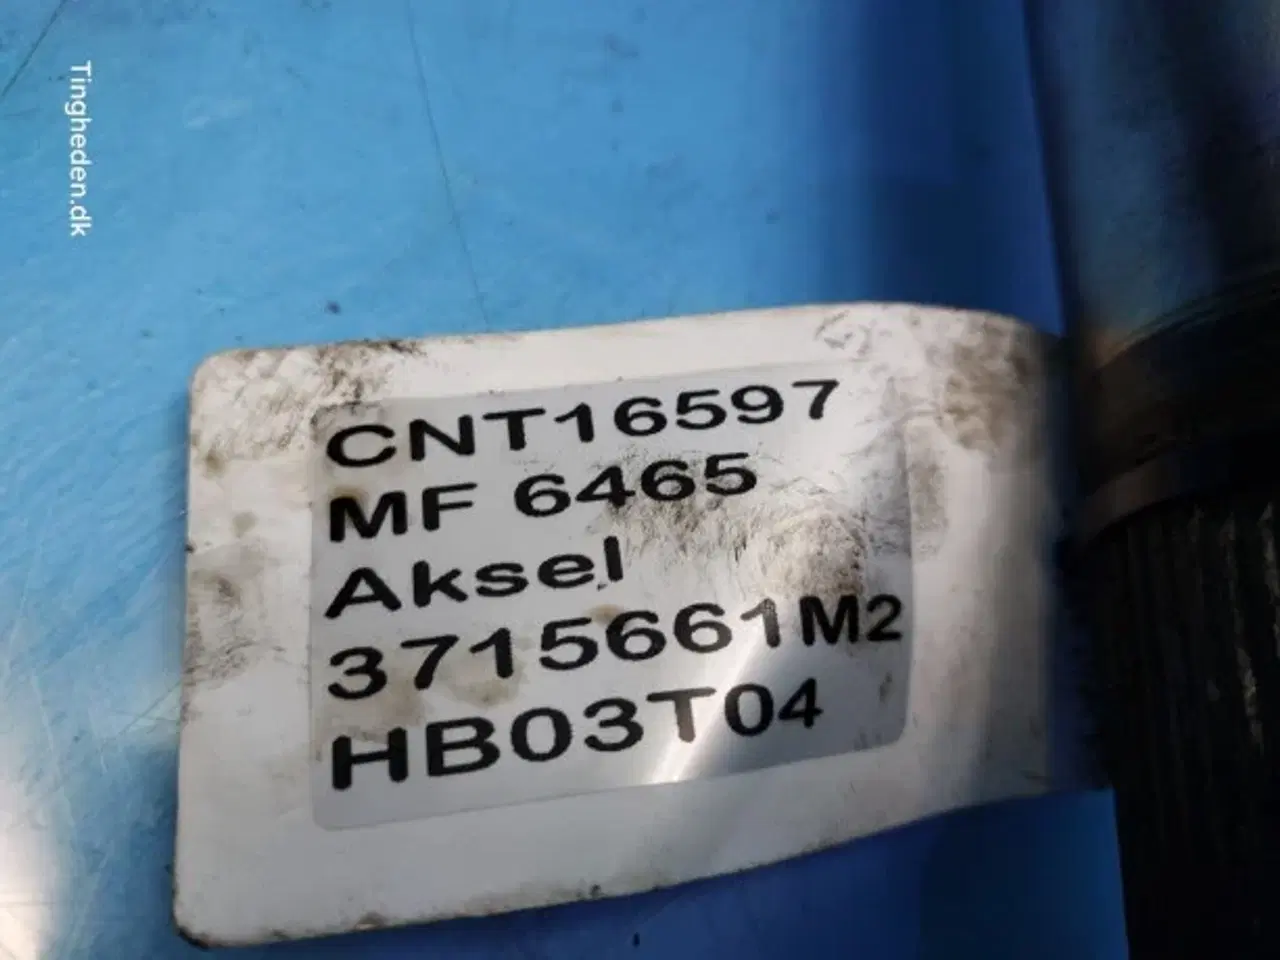 Tingheden.dk
CNT16597
MF 6465
Aksel
3715661M2
HB03T04